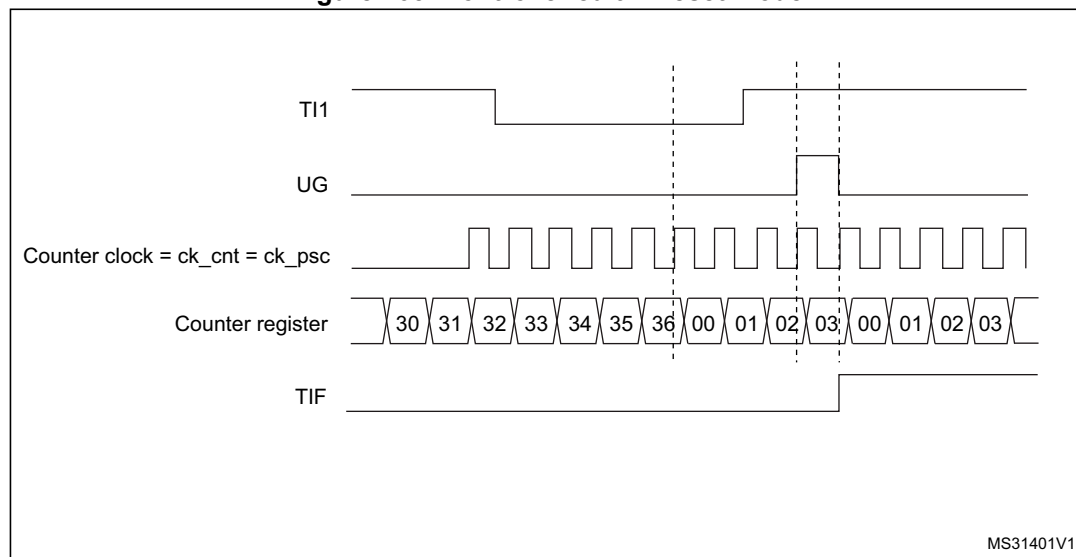 TI1
UG
Counter clock = ck_cnt = ck_psc
Counter register
30 31 32 33 34 35 36 00 01 02 03 00 01 02 03
TIF
MS31401V1